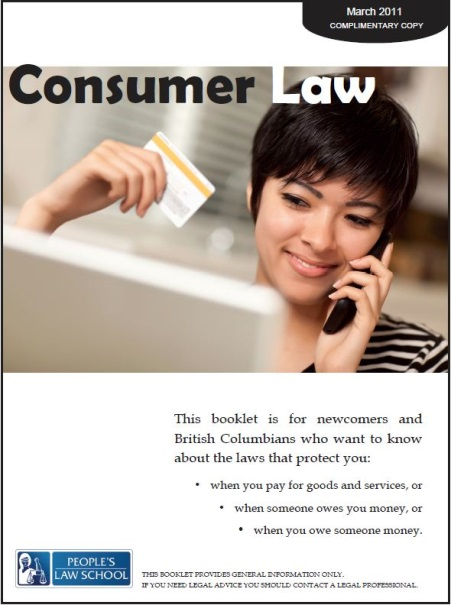 March 2011
COMPLIMENTARY COPY
Consumer Law
This booklet is for newcomers and
British Columbians who want to know
about the laws that protect you:
• when you pay for goods and services, or
• when someone owes you money, or
• when you owe someone money.
PEOPLE'S
LAW SCHOOL
THIS BOOKLET PROVIDES GENERAL INFORMATION ONLY.
IF YOU NEED LEGAL ADVICE YOU SHOULD CONTACT A LEGAL PROFESSIONAL.